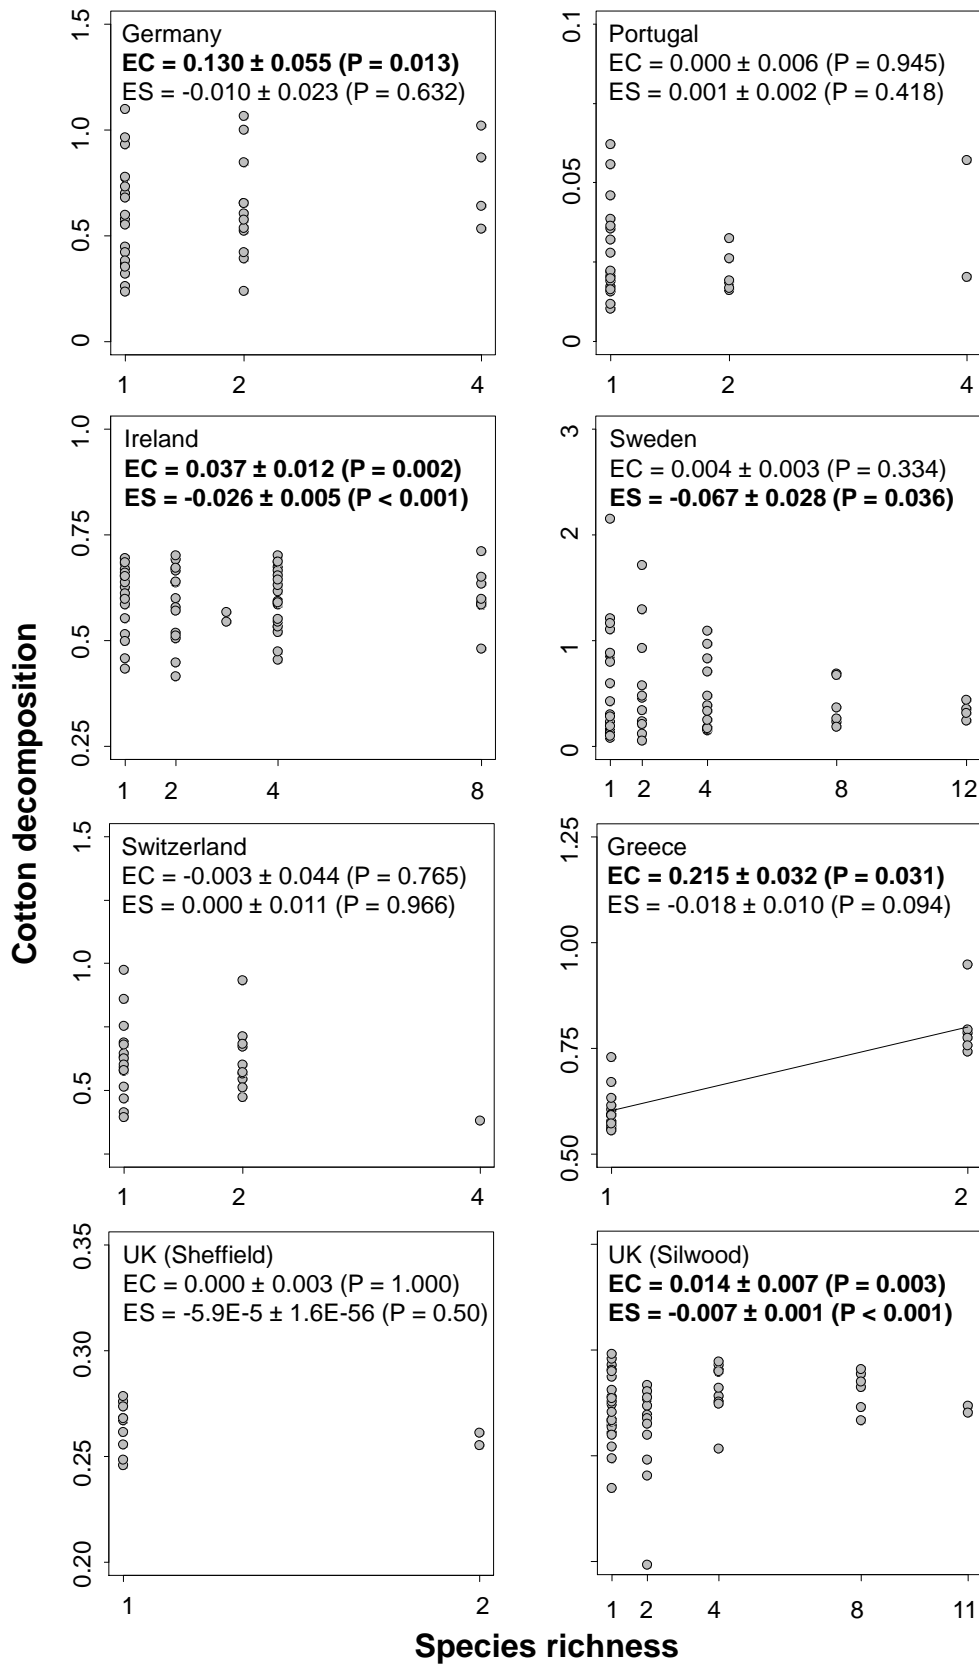 Cotton decomposition
Germany
EC = 0.130 ± 0.055 (P = 0.013)
ES = -0.010 ± 0.023 (P = 0.632)
1.5
1.0
0.5
0
1 2 4
Portugal
EC = 0.000 ± 0.006 (P = 0.945)
ES = 0.001 ± 0.002 (P = 0.418)
0.1
0.05
0
1 2 4
Ireland
EC = 0.037 ± 0.012 (P = 0.002)
ES = -0.026 ± 0.005 (P < 0.001)
1.0
0.75
0.5
0.25
1 2 4 8
Sweden
EC = 0.004 ± 0.003 (P = 0.334)
ES = -0.067 ± 0.028 (P = 0.036)
3
2
1
0
1 2 4 8 12
Switzerland
EC = -0.003 ± 0.044 (P = 0.765)
ES = 0.000 ± 0.011 (P = 0.966)
1.5
1.0
0.5
1 2 4
Greece
EC = 0.215 ± 0.032 (P = 0.031)
ES = -0.018 ± 0.010 (P = 0.094)
1.25
1.00
0.75
0.50
1 2
UK (Sheffield)
EC = 0.000 ± 0.003 (P = 1.000)
ES = -5.9E-5 ± 1.6E-56 (P = 0.50)
0.35
0.30
0.25
0.20
1 2
UK (Silwood)
EC = 0.014 ± 0.007 (P = 0.003)
ES = -0.007 ± 0.001 (P < 0.001)
1 2 4 8 11
Species richness